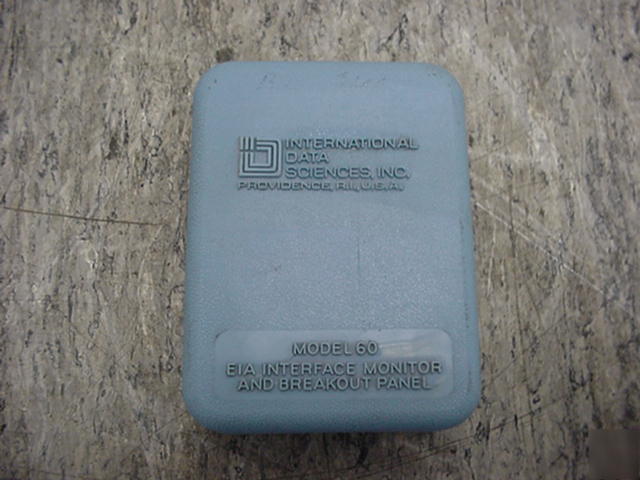 INTERNATIONAL
DATA
SCIENCES, INC.
PROVIDENCE, R.I., U.S.A.
MODEL 60
EIA INTERFACE MONITOR
AND BREAKOUT PANEL